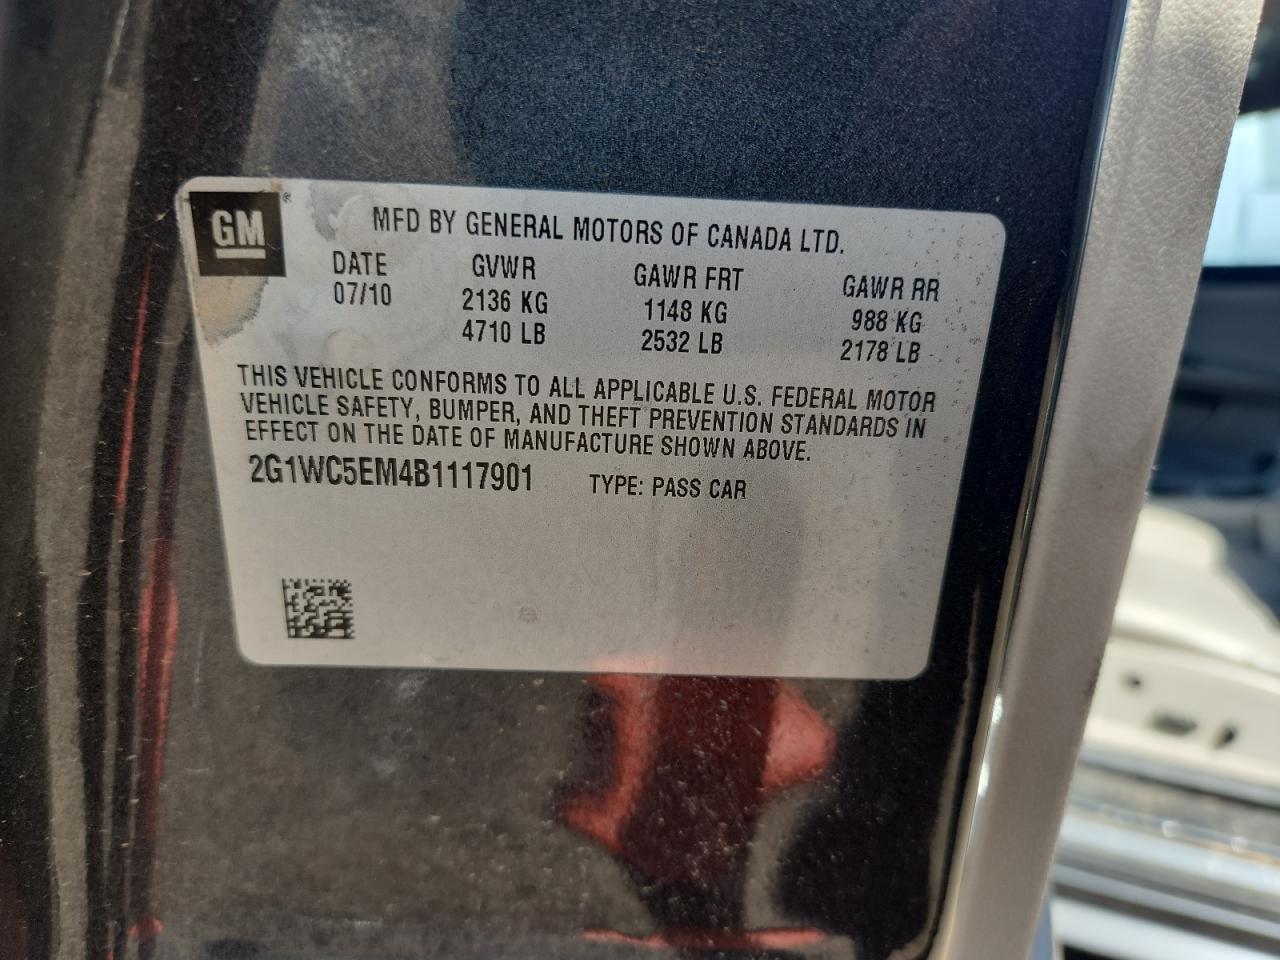 GM ®
MFD BY GENERAL MOTORS OF CANADA LTD.
DATE GVWR GAWR FRT GAWR RR
07/10 2136 KG 1148 KG 988 KG
4710 LB 2532 LB 2178 LB
THIS VEHICLE CONFORMS TO ALL APPLICABLE U.S. FEDERAL MOTOR
VEHICLE SAFETY, BUMPER, AND THEFT PREVENTION STANDARDS IN
EFFECT ON THE DATE OF MANUFACTURE SHOWN ABOVE.
2G1WC5EM4B1117901 TYPE: PASS CAR